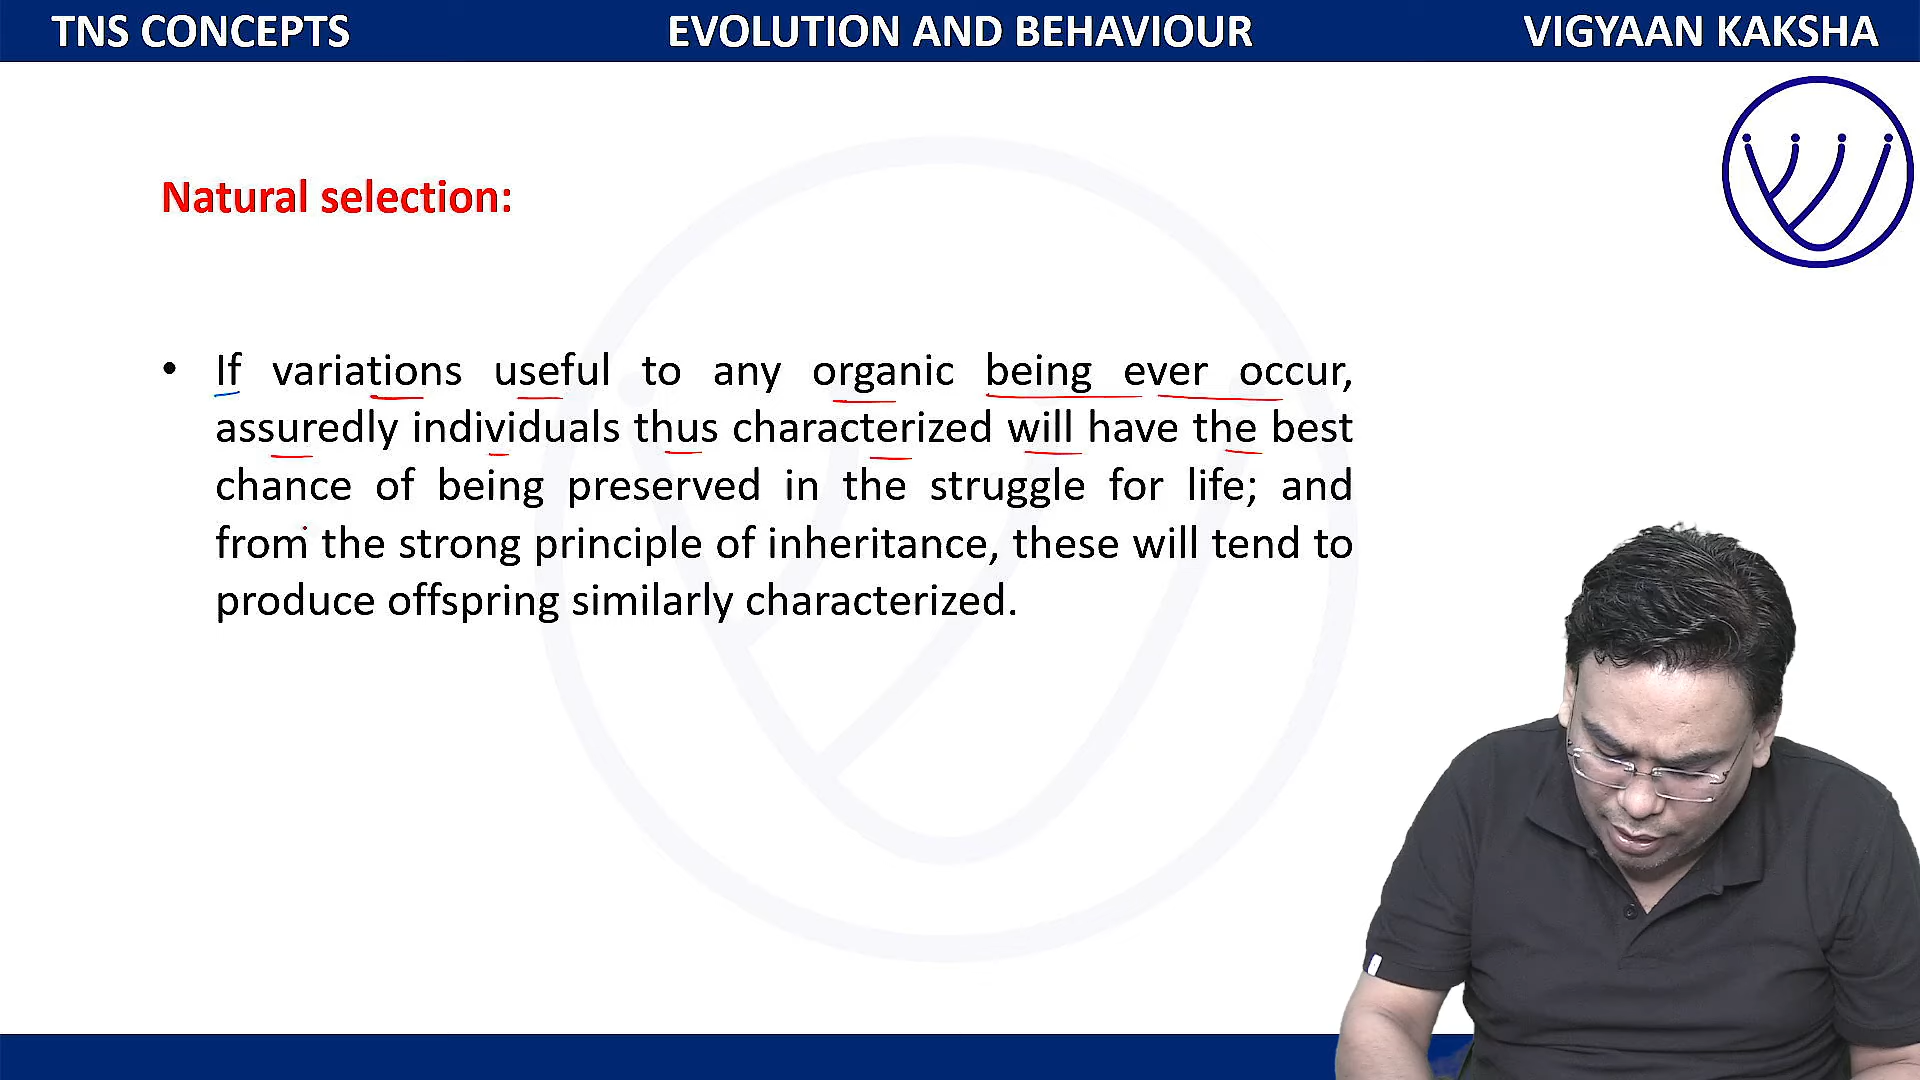 TNS CONCEPTS EVOLUTION AND BEHAVIOUR VIGYAAN KAKSHA
Natural selection:
• If variations useful to any organic being ever occur,
assuredly individuals thus characterized will have the best
chance of being preserved in the struggle for life; and
from the strong principle of inheritance, these will tend to
produce offspring similarly characterized.